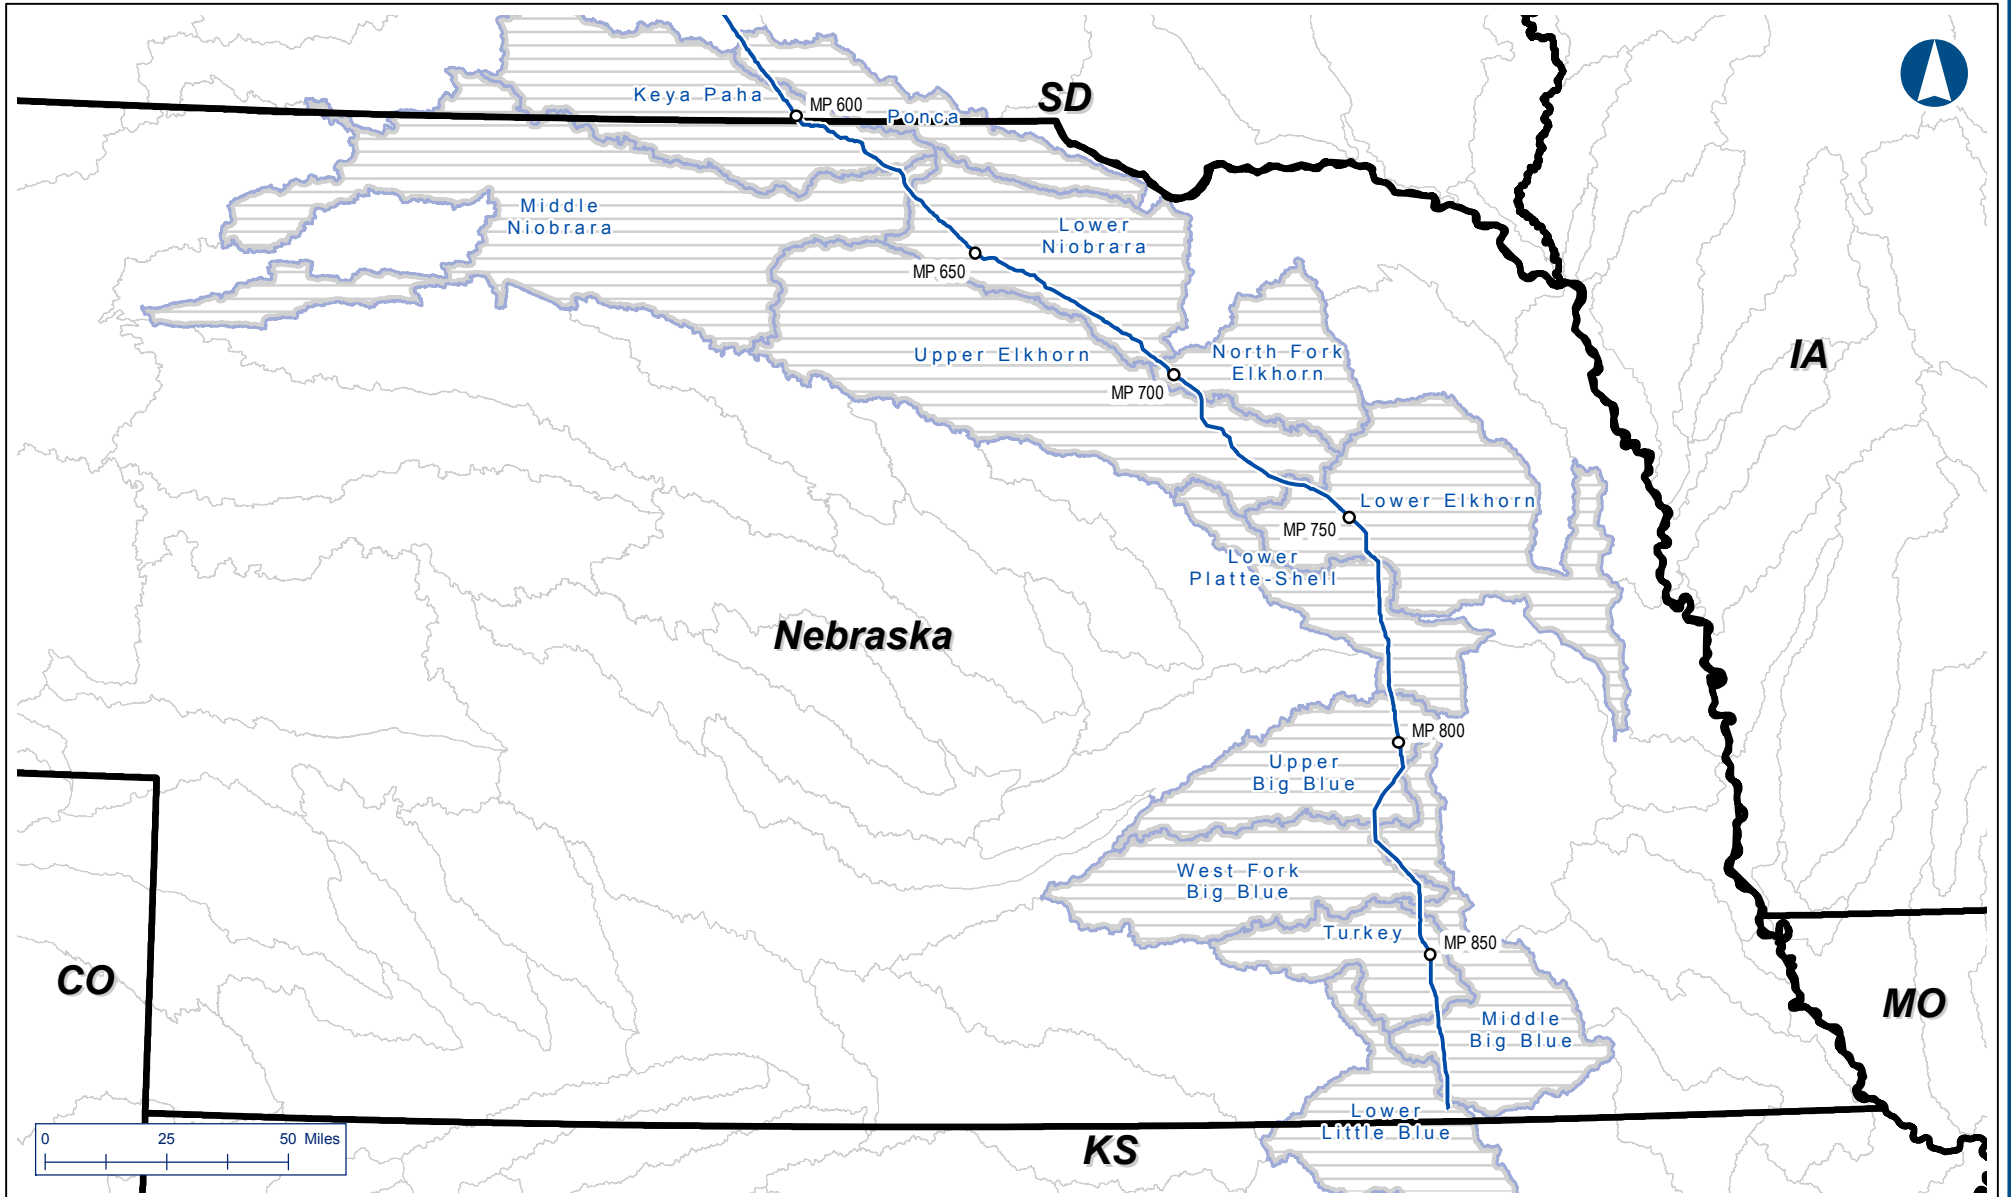 SD
Keya Paha
MP 600
Ponca
Middle
Niobrara
Lower
Niobrara
MP 650
IA
Upper Elkhorn
North Fork
Elkhorn
MP 700
Lower Elkhorn
MP 750
Lower
Platte-Shell
Nebraska
MP 800
Upper
Big Blue
West Fork
Big Blue
Turkey
MP 850
CO
MO
Middle
Big Blue
Lower
Little Blue
KS
0 25 50 Miles